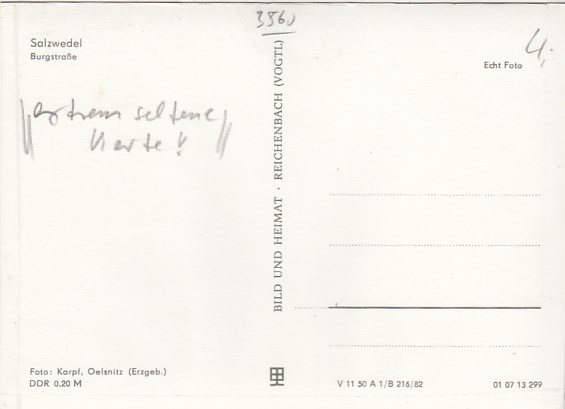 3560
Salzwedel
Burgstraße
4,-
Echt Foto
"extrem seltene
Karte!"
BILD UND HEIMAT · REICHENBACH (VOGTL)
Foto: Karpf, Oelsnitz (Erzgeb.)
DDR 0.20 M
V 11 50 A 1/B 216/82
01 07 13 299